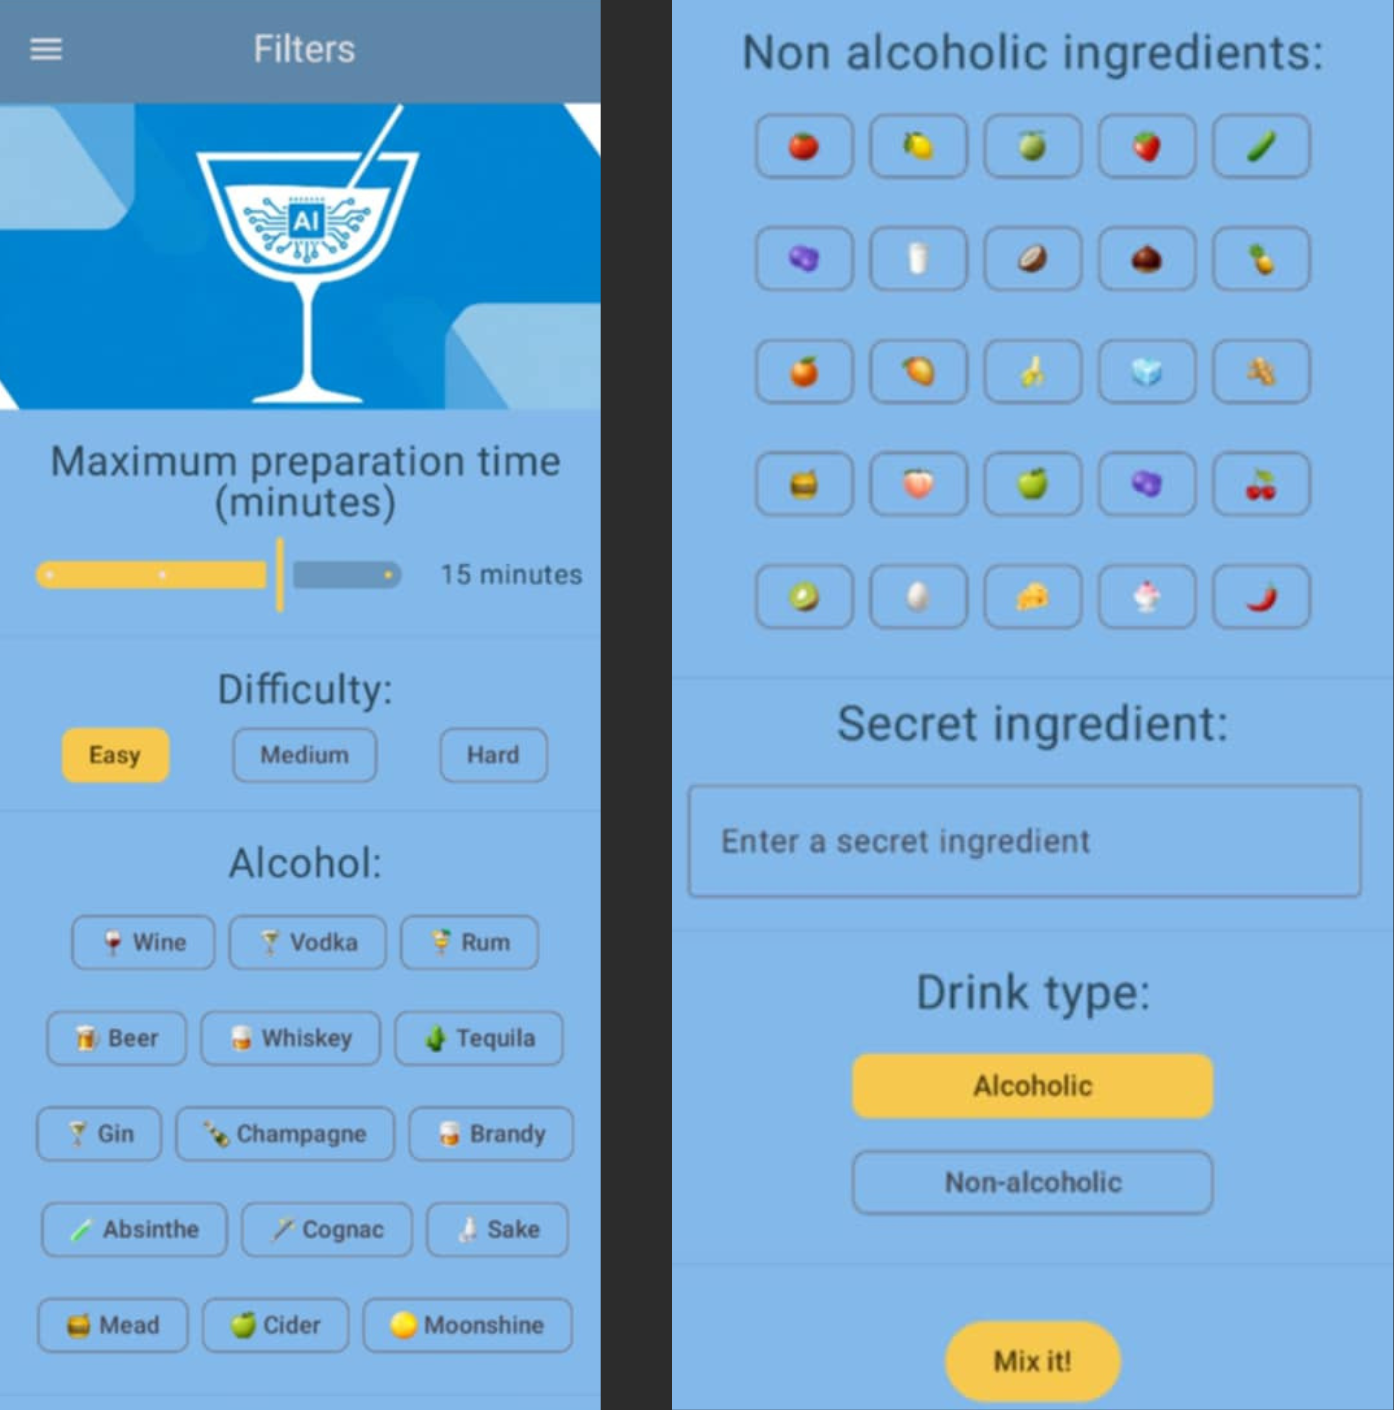 Filters
AI
Maximum preparation time
(minutes)
15 minutes
Difficulty:
Easy
Medium
Hard
Alcohol:
Wine
Vodka
Rum
Beer
Whiskey
Tequila
Gin
Champagne
Brandy
Absinthe
Cognac
Sake
Mead
Cider
Moonshine
Non alcoholic ingredients:
Secret ingredient:
Enter a secret ingredient
Drink type:
Alcoholic
Non-alcoholic
Mix it!